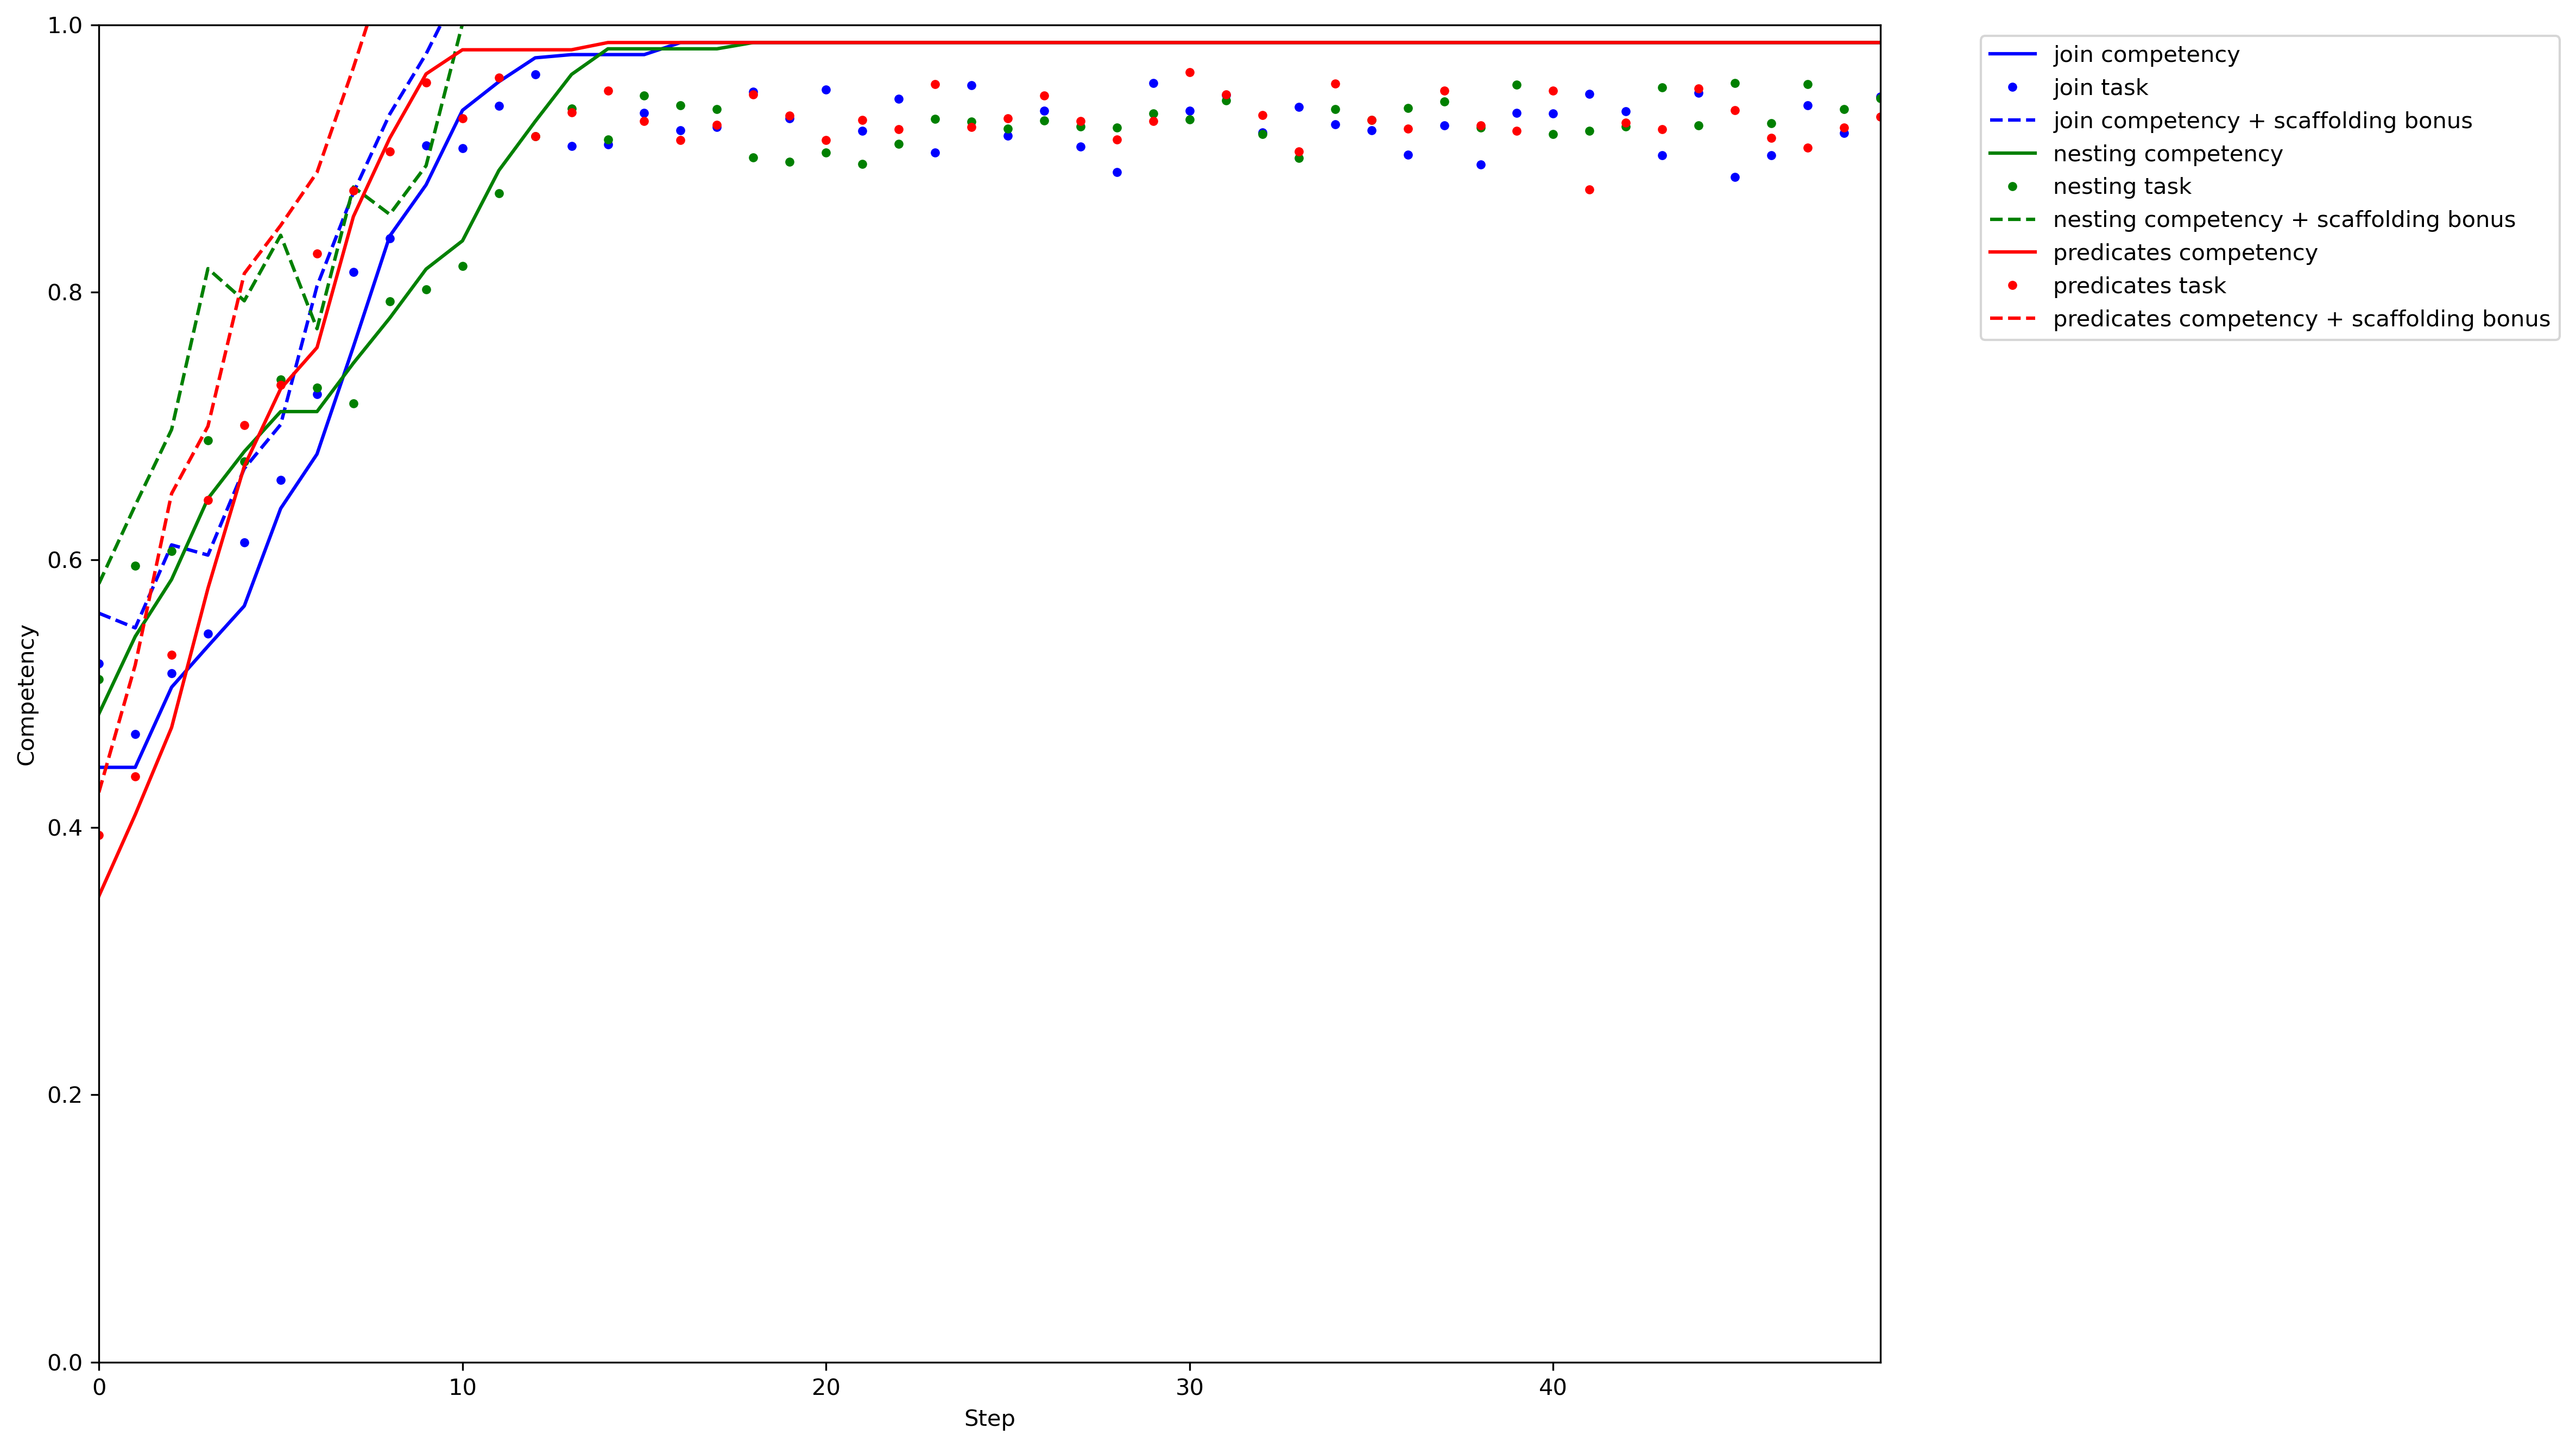 1.0
0.8
0.6
0.4
0.2
0.0
Competency
0 10 20 30 40
Step
join competency
join task
join competency + scaffolding bonus
nesting competency
nesting task
nesting competency + scaffolding bonus
predicates competency
predicates task
predicates competency + scaffolding bonus